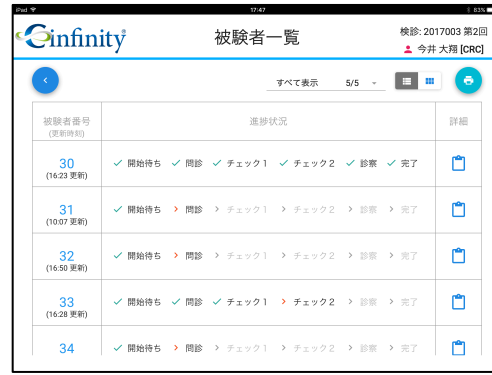 iPad 17:47 83%
infinity
被験者一覧
検診: 2017003 第2回
今井 大翔 [CRC]
すべて表示 5/5
被験者番号 進捗状況 詳細
(更新時刻)
30 開始待ち 問診 チェック1 チェック2 診察 完了
(16:23 更新)
31 開始待ち 問診 チェック1 チェック2 診察 完了
(10:07 更新)
32 開始待ち 問診 チェック1 チェック2 診察 完了
(16:50 更新)
33 開始待ち 問診 チェック1 チェック2 診察 完了
(16:28 更新)
34 開始待ち 問診 チェック1 チェック2 診察 完了